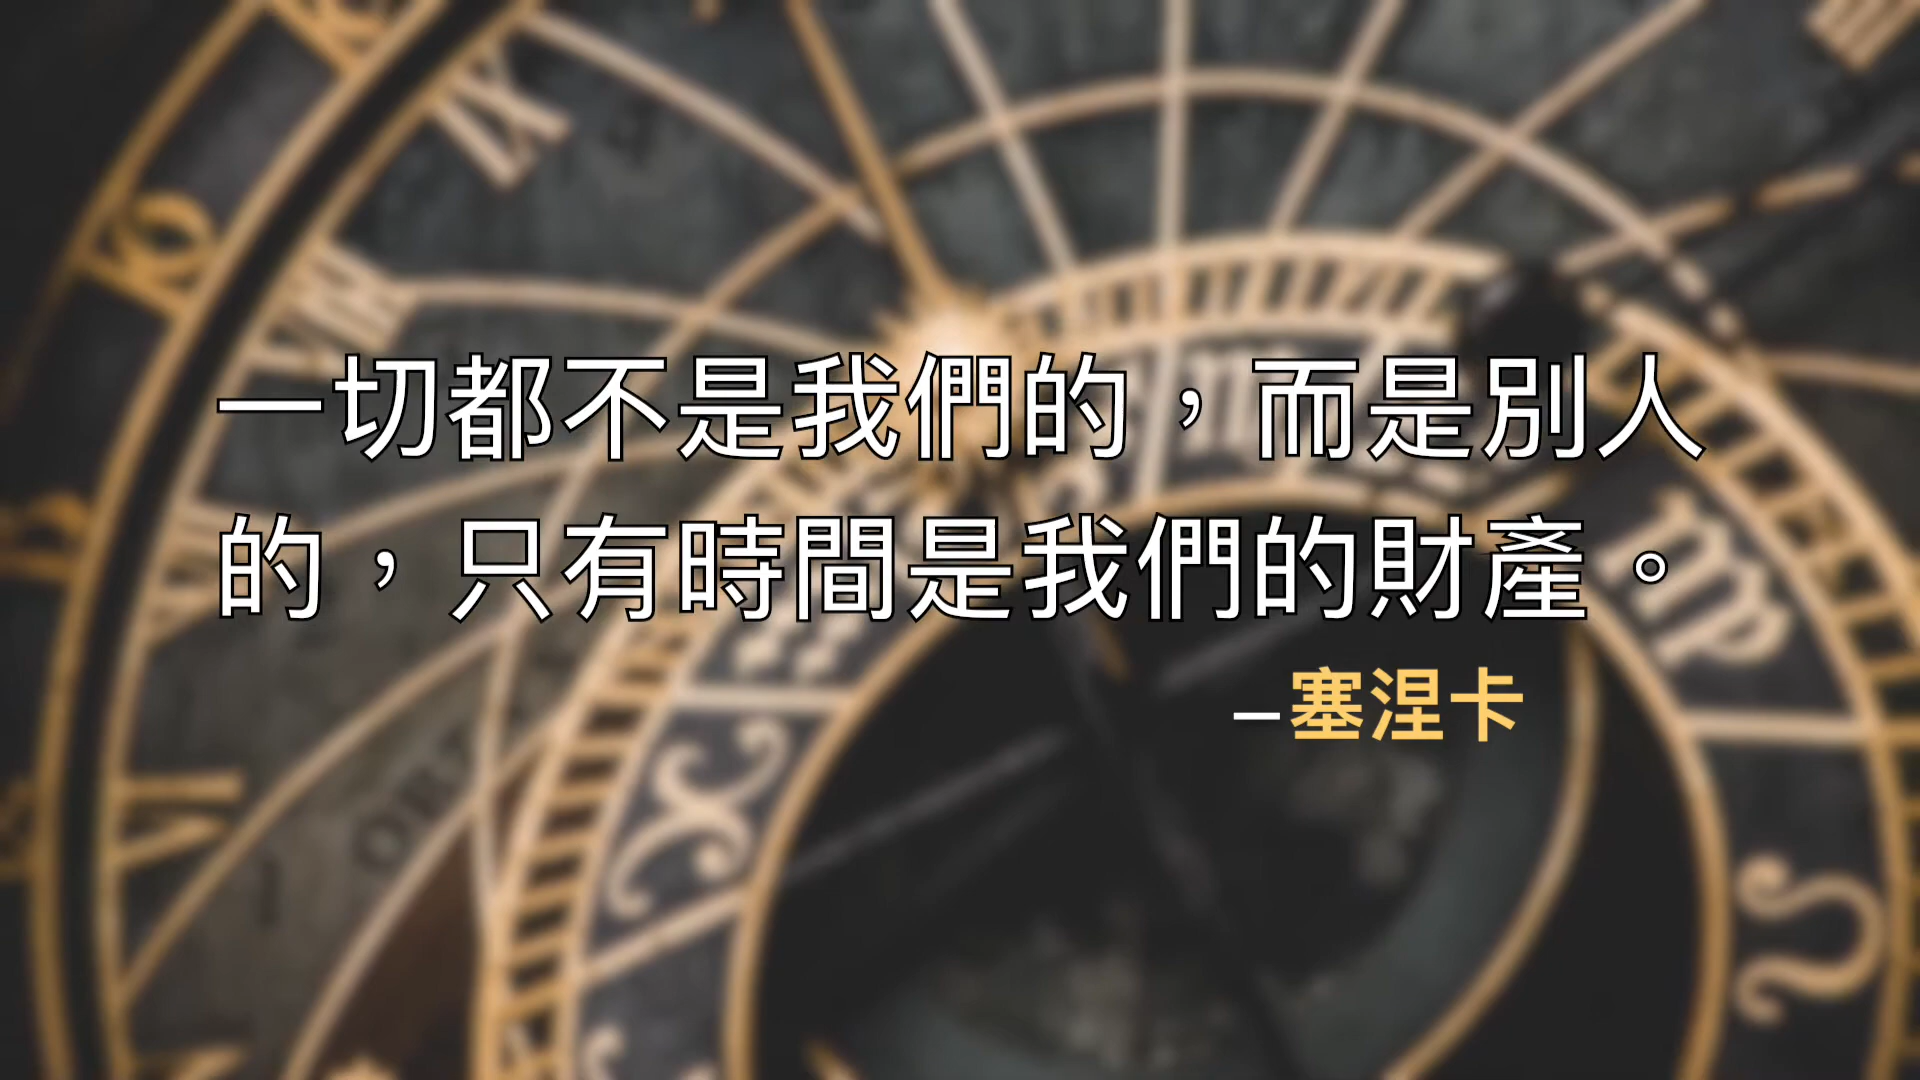 一切都不是我們的，而是別人
的，只有時間是我們的財產。
–塞涅卡